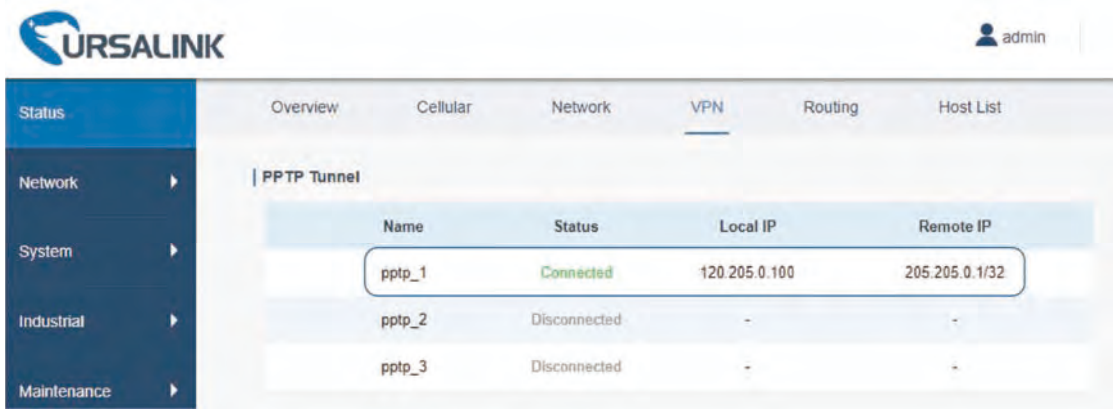 URSALINK
admin
Status
Overview Cellular Network VPN Routing Host List
Network
PPTP Tunnel
Name Status Local IP Remote IP
System
pptp_1 Connected 120.205.0.100 205.205.0.1/32
Industrial
pptp_2 Disconnected - -
pptp_3 Disconnected - -
Maintenance